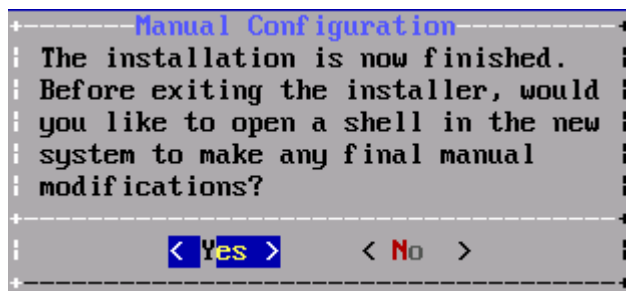 Manual Configuration
The installation is now finished.
Before exiting the installer, would
you like to open a shell in the new
system to make any final manual
modifications?
< Yes > < No >